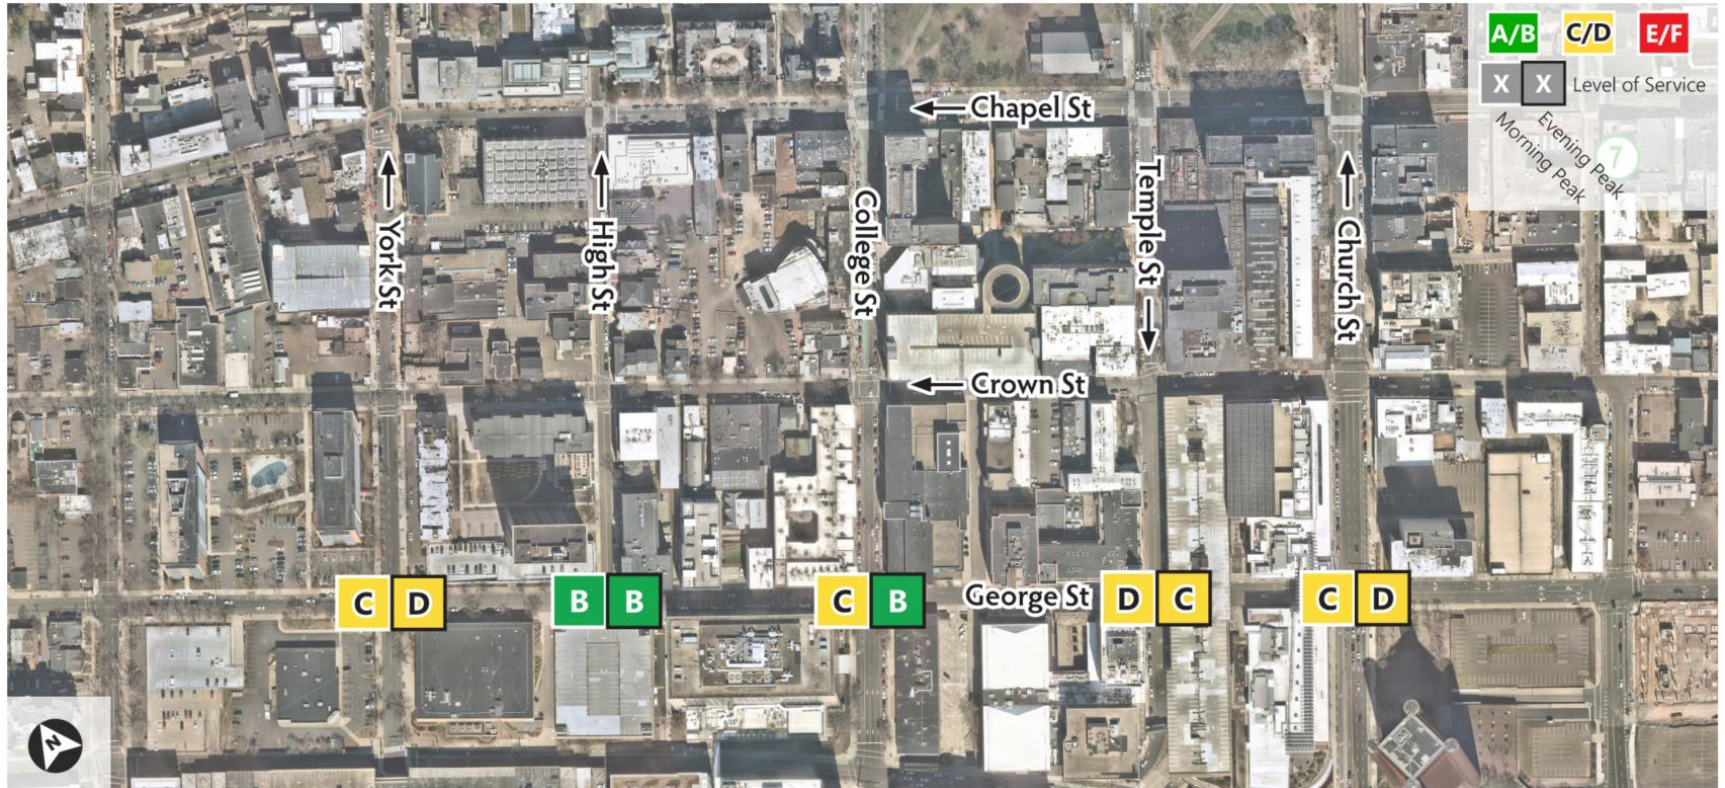 A/B C/D E/F
X X Level of Service
Morning Peak
Evening Peak
7
Chapel St
York St
High St
College St
Temple St
Church St
Crown St
C D
B B
C B
George St
D C
C D
N